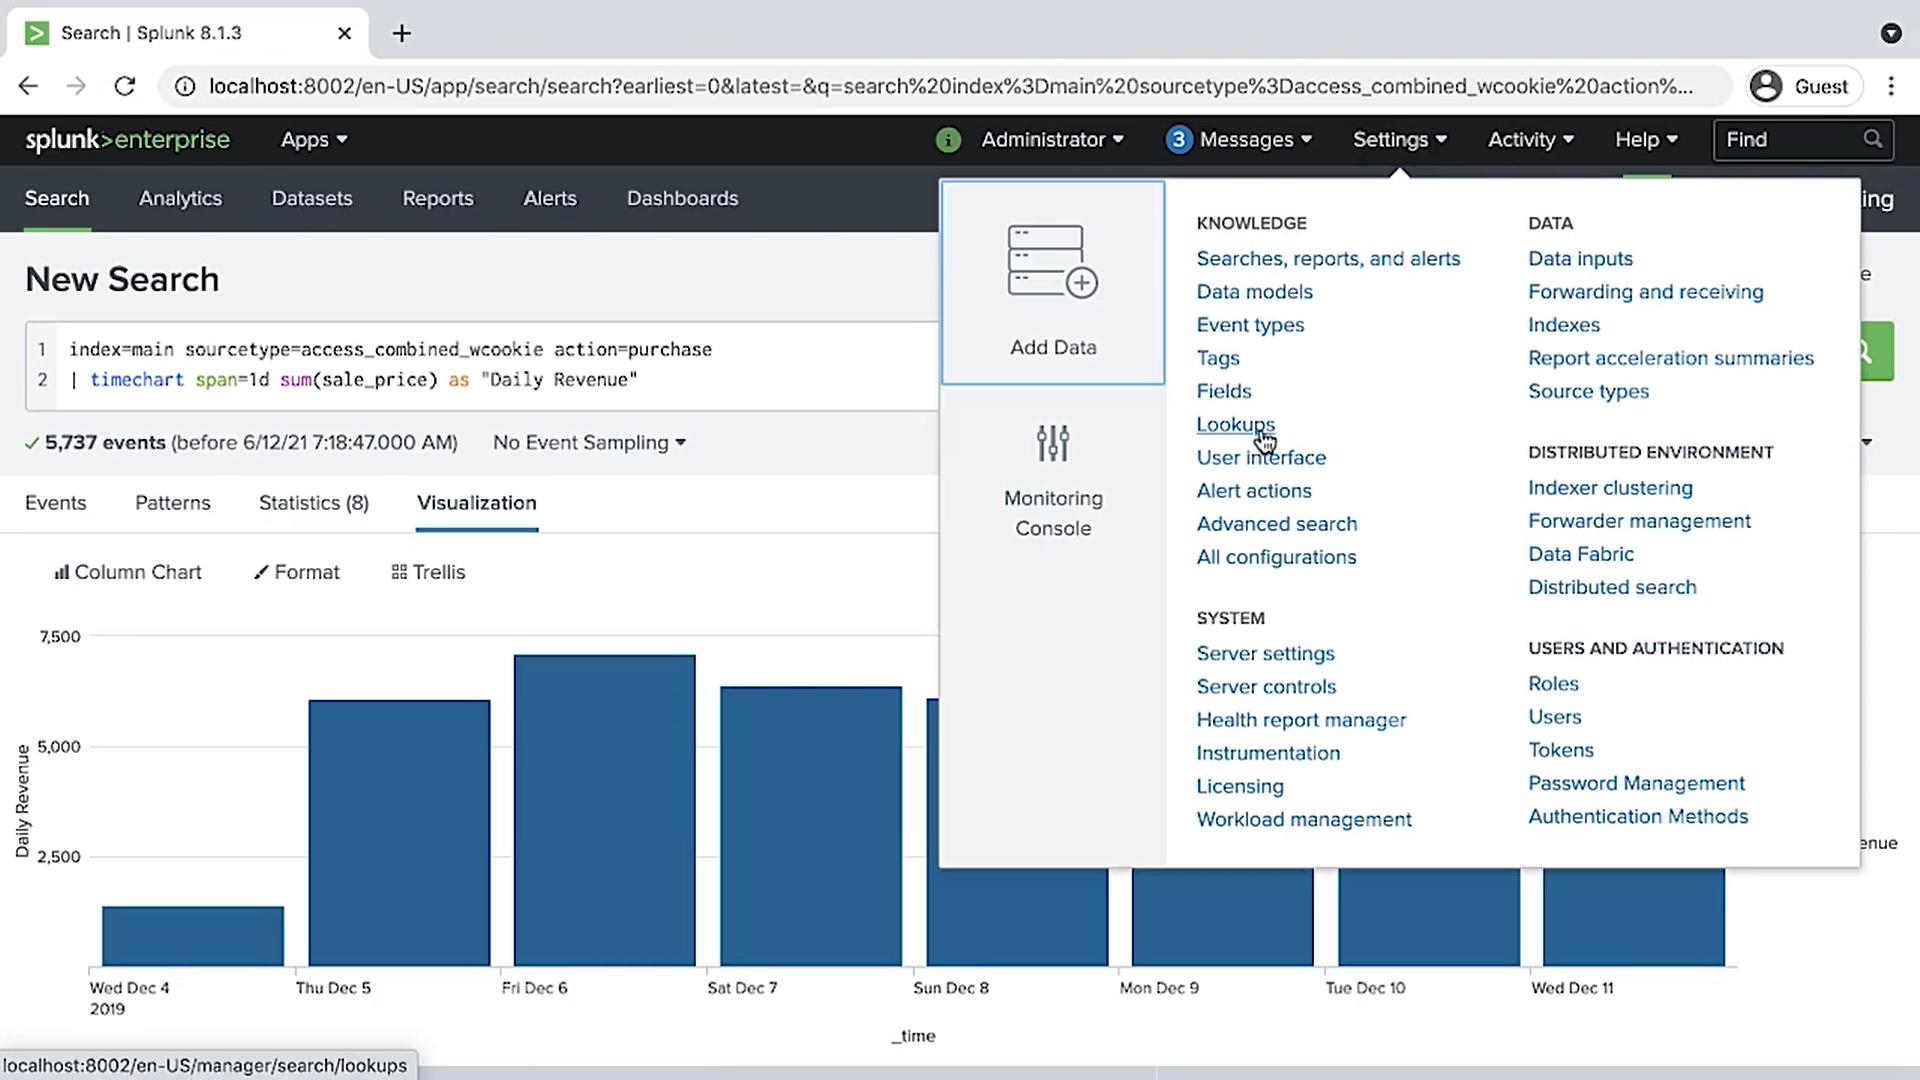 Search | Splunk 8.1.3
localhost:8002/en-US/app/search/search?earliest=0&latest=&q=search%20index%3Dmain%20sourcetype%3Daccess_combined_wcookie%20action%...
Guest
splunk>enterprise
Apps
Administrator
3 Messages
Settings
Activity
Help
Find
Search
Analytics
Datasets
Reports
Alerts
Dashboards
ing
New Search
1 index=main sourcetype=access_combined_wcookie action=purchase
2 | timechart span=1d sum(sale_price) as "Daily Revenue"
✓ 5,737 events (before 6/12/21 7:18:47.000 AM)
No Event Sampling
Events
Patterns
Statistics (8)
Visualization
Column Chart
Format
Trellis
Add Data
Monitoring
Console
KNOWLEDGE
Searches, reports, and alerts
Data models
Event types
Tags
Fields
Lookups
User interface
Alert actions
Advanced search
All configurations
SYSTEM
Server settings
Server controls
Health report manager
Instrumentation
Licensing
Workload management
DATA
Data inputs
Forwarding and receiving
Indexes
Report acceleration summaries
Source types
DISTRIBUTED ENVIRONMENT
Indexer clustering
Forwarder management
Data Fabric
Distributed search
USERS AND AUTHENTICATION
Roles
Users
Tokens
Password Management
Authentication Methods
e
enue
Daily Revenue
7,500
5,000
2,500
Wed Dec 4
2019
Thu Dec 5
Fri Dec 6
Sat Dec 7
Sun Dec 8
Mon Dec 9
Tue Dec 10
Wed Dec 11
_time
localhost:8002/en-US/manager/search/lookups